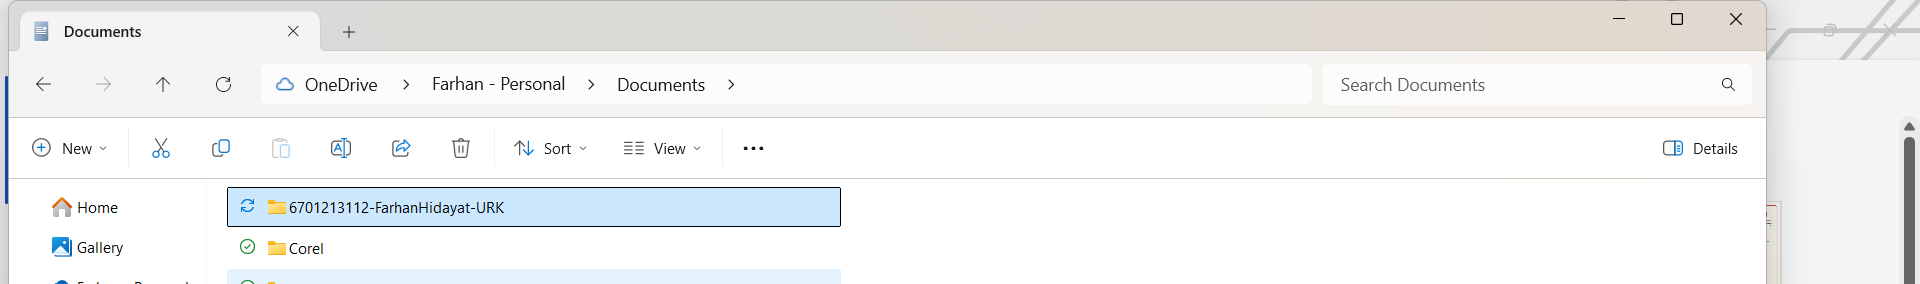 Documents
OneDrive > Farhan - Personal > Documents >
Search Documents
New
Sort
View
Details
Home
6701213112-FarhanHidayat-URK
Gallery
Corel